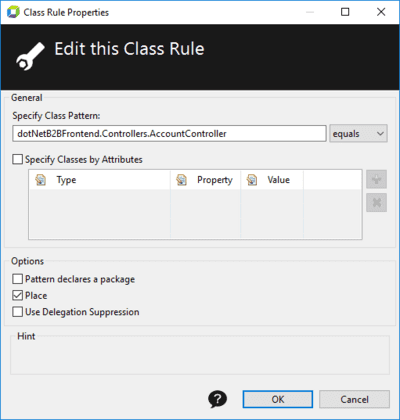 Class Rule Properties
Edit this Class Rule
General
Specify Class Pattern:
dotNetB2BFrontend.Controllers.AccountController equals
Specify Classes by Attributes
Type Property Value
Options
Pattern declares a package
Place
Use Delegation Suppression
Hint
? OK Cancel